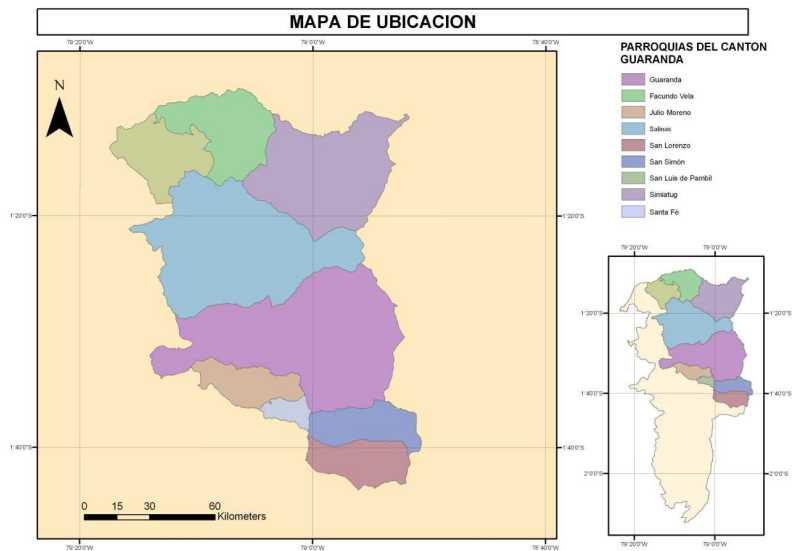 MAPA DE UBICACION
79°20'0"W 79°0'0"W 78°40'0"W
N
1°20'0"S 1°20'0"S
1°40'0"S 1°40'0"S
0 15 30 60
Kilometers
79°20'0"W 79°0'0"W 78°40'0"W
PARROQUIAS DEL CANTON
GUARANDA
Guaranda
Facundo Vela
Julio Moreno
Salinas
San Lorenzo
San Simón
San Luis de Pambil
Simiatug
Santa Fé
79°20'0"W 79°0'0"W
1°20'0"S 1°20'0"S
1°40'0"S 1°40'0"S
2°0'0"S 2°0'0"S
79°20'0"W 79°0'0"W